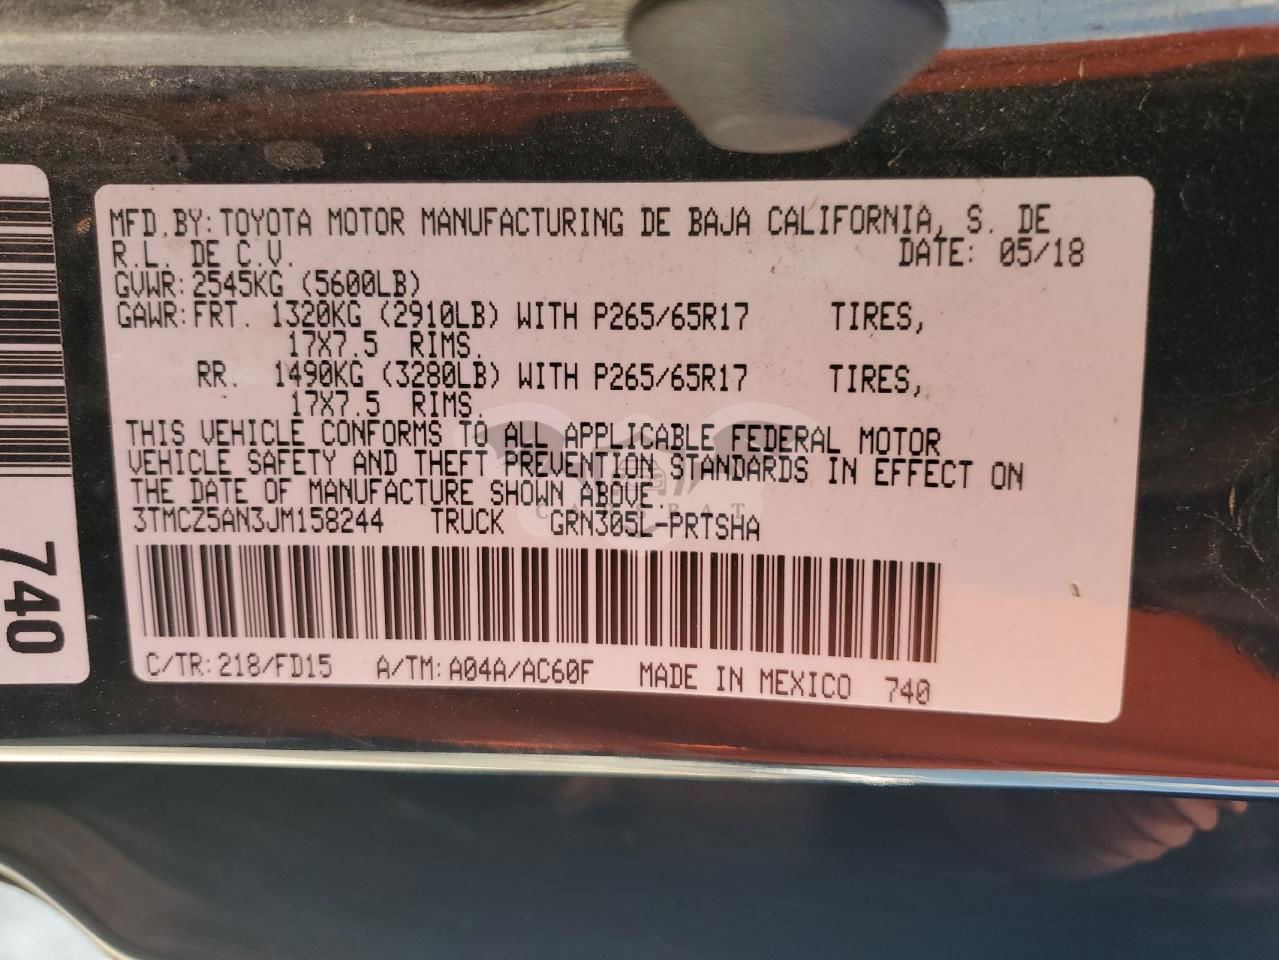 MFD.BY:TOYOTA MOTOR MANUFACTURING DE BAJA CALIFORNIA, S. DE
R.L. DE C.V. DATE: 05/18
GVWR:2545KG (5600LB)
GAWR:FRT. 1320KG (2910LB) WITH P265/65R17 TIRES,
17X7.5 RIMS.
RR. 1490KG (3280LB) WITH P265/65R17 TIRES,
17X7.5 RIMS.
THIS VEHICLE CONFORMS TO ALL APPLICABLE FEDERAL MOTOR
VEHICLE SAFETY AND THEFT PREVENTION STANDARDS IN EFFECT ON
THE DATE OF MANUFACTURE SHOWN ABOVE.
3TMCZ5AN3JM158244 TRUCK GRN305L-PRTSHA
C/TR:218/FD15 A/TM:A04A/AC60F MADE IN MEXICO 740
740
CARCBAT